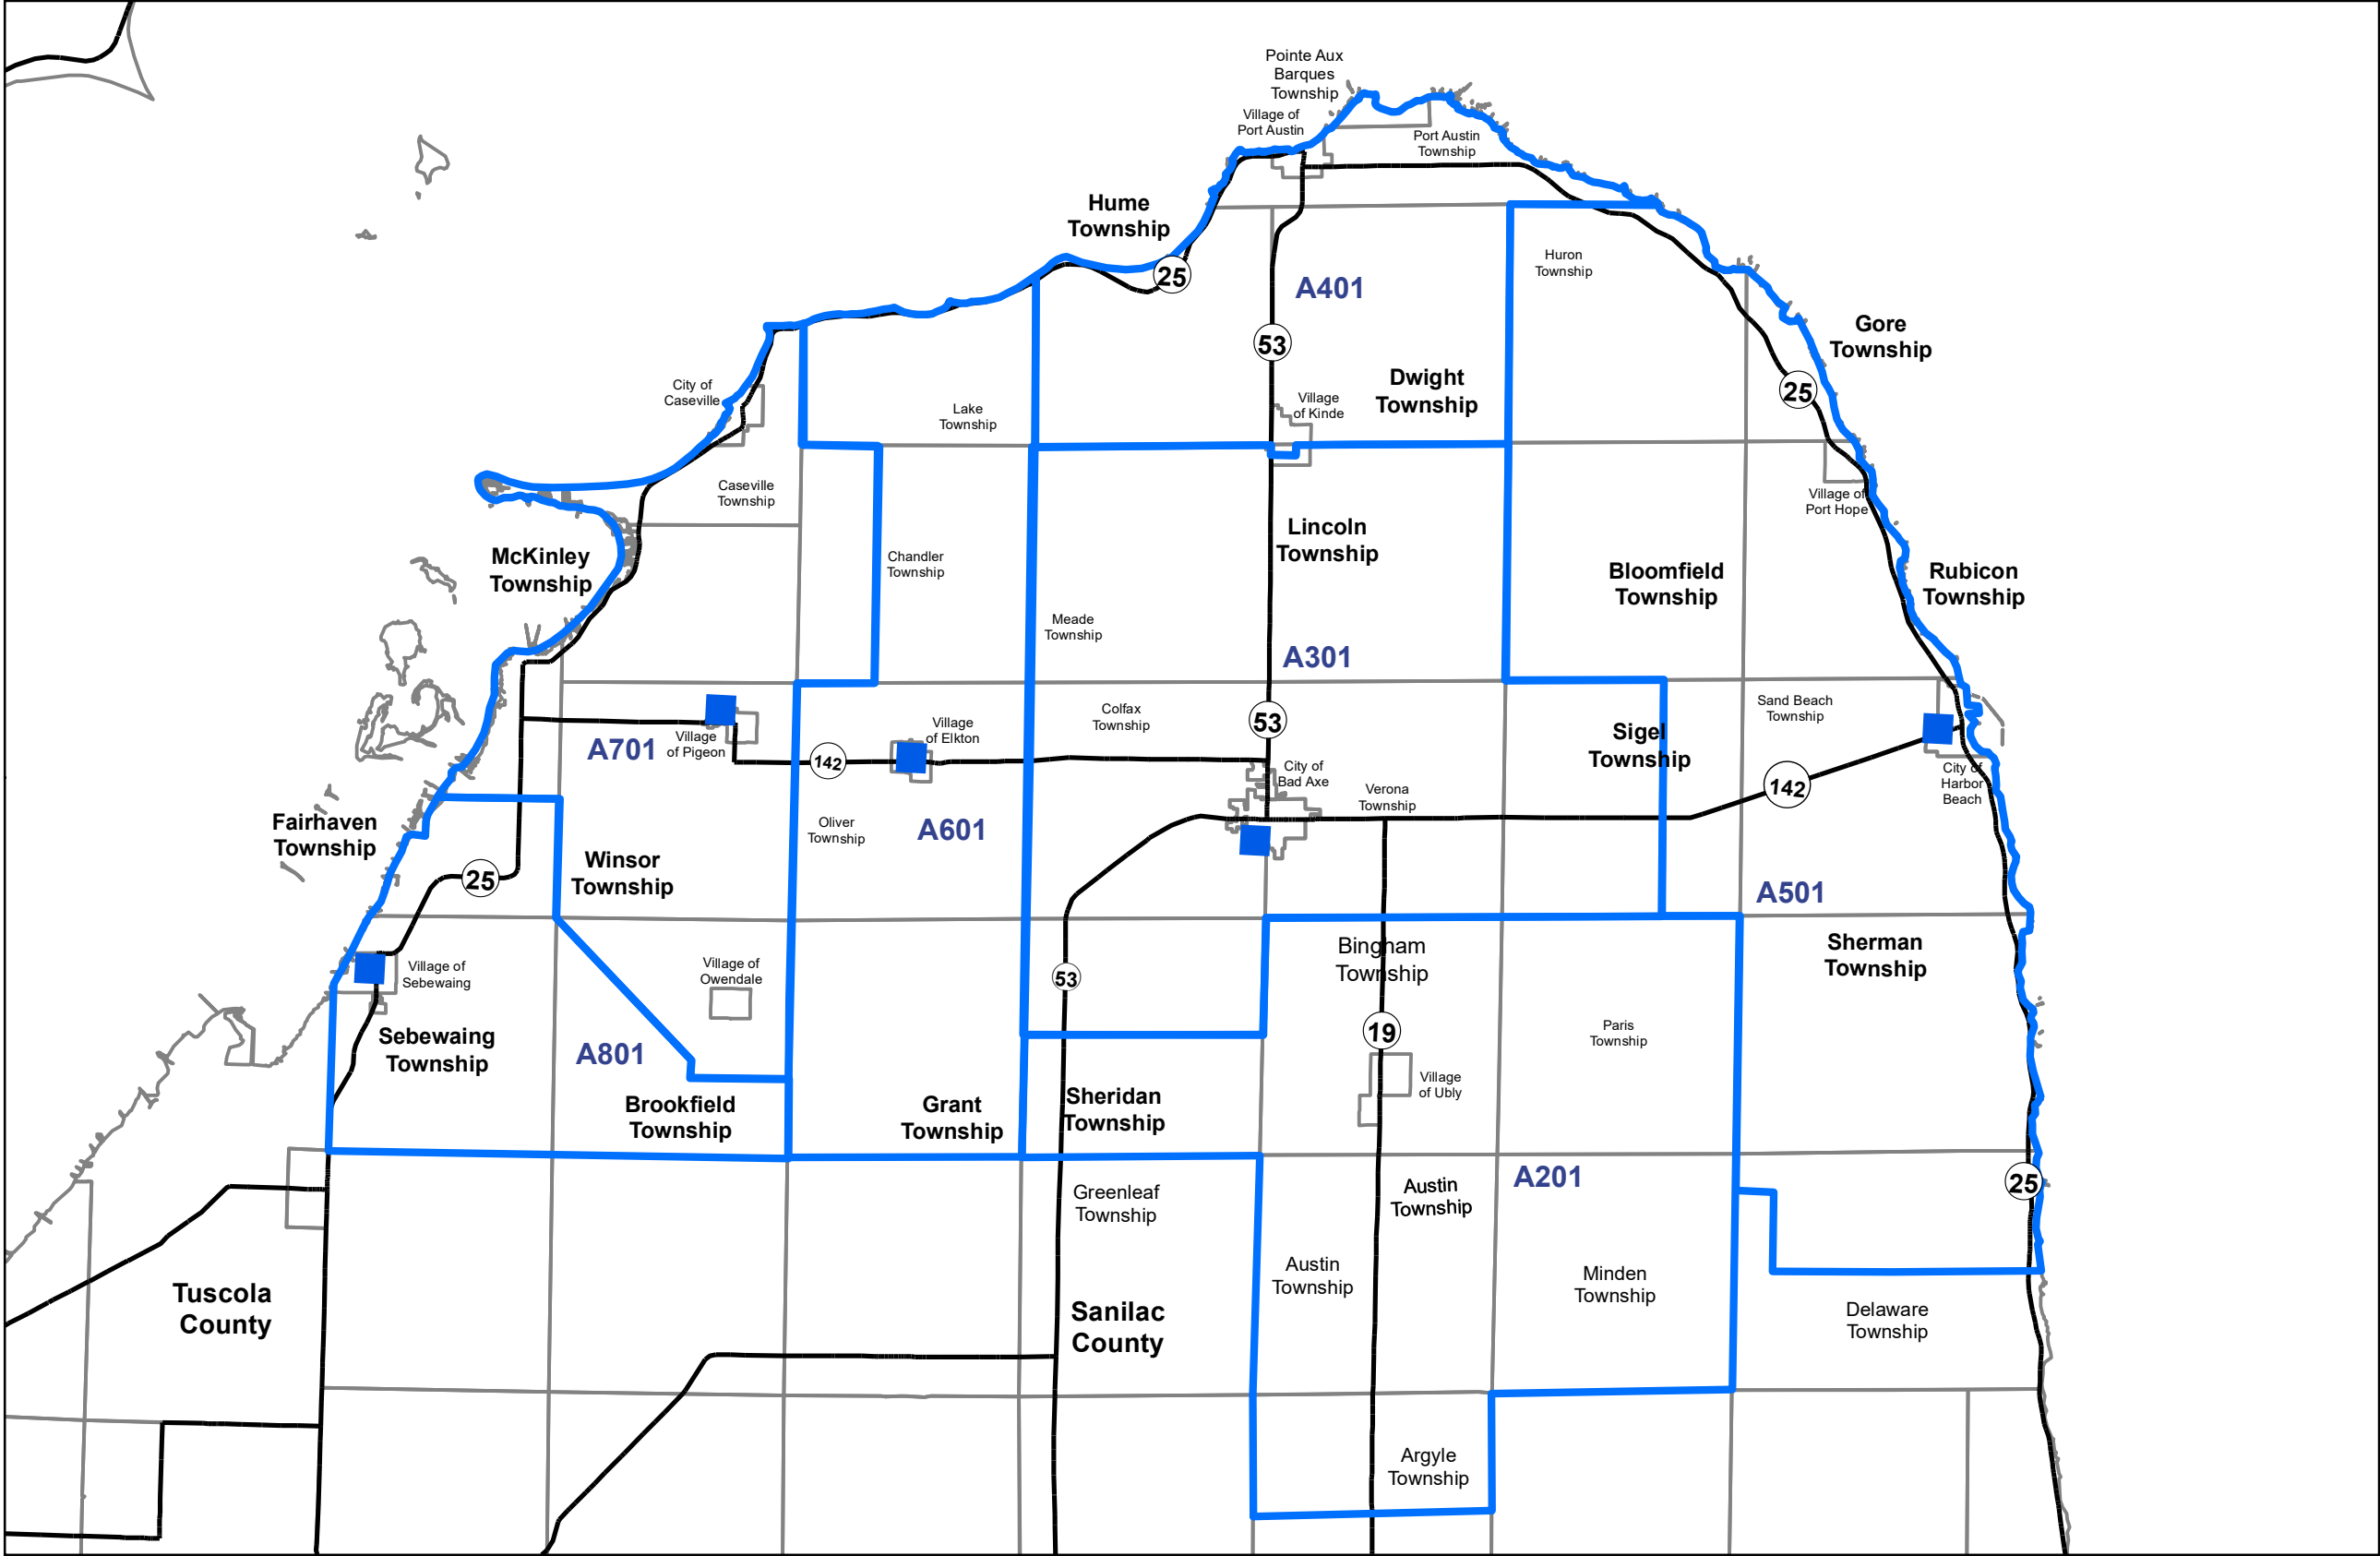 Pointe Aux
Barques
Township
Village of
Port Austin
Port Austin
Township
Hume
Township
25
A401
Huron
Township
53
Gore
Township
City of
Caseville
Lake
Township
Village
of Kinde
Dwight
Township
25
Caseville
Township
Village of
Port Hope
McKinley
Township
Chandler
Township
Lincoln
Township
Bloomfield
Township
Rubicon
Township
Meade
Township
A301
A701
Village
of Pigeon
Village
of Elkton
Colfax
Township
53
Sigel
Township
Sand Beach
Township
142
City of
Bad Axe
Verona
Township
142
City of
Harbor
Beach
Fairhaven
Township
Oliver
Township
A601
Winsor
Township
25
A501
Village of
Sebewaing
Village of
Owendale
53
Bingham
Township
Sherman
Township
Sebewaing
Township
A801
19
Paris
Township
Village
of Ubly
Brookfield
Township
Grant
Township
Sheridan
Township
Greenleaf
Township
Austin
Township
A201
25
Tuscola
County
Sanilac
County
Austin
Township
Minden
Township
Delaware
Township
Argyle
Township